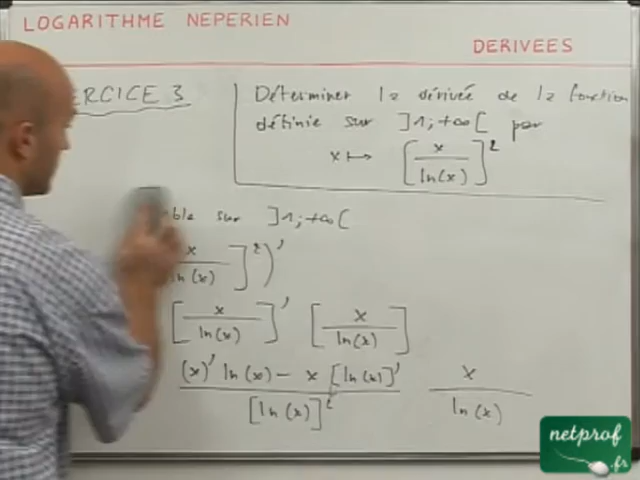 LOGARITHME NEPERIEN
DERIVEES
ERCICE 3
Déterminer la dérivée de la fonction
définie sur ]1;+∞[ par
x ↦ [x/ln(x)]²
ble sur ]1;+∞[
x/ln(x)]²)'
[x/ln(x)]' [x/ln(x)]
((x)' ln(x) - x [ln(x)]')/[ln(x)]² x/ln(x)
netprof
.fr